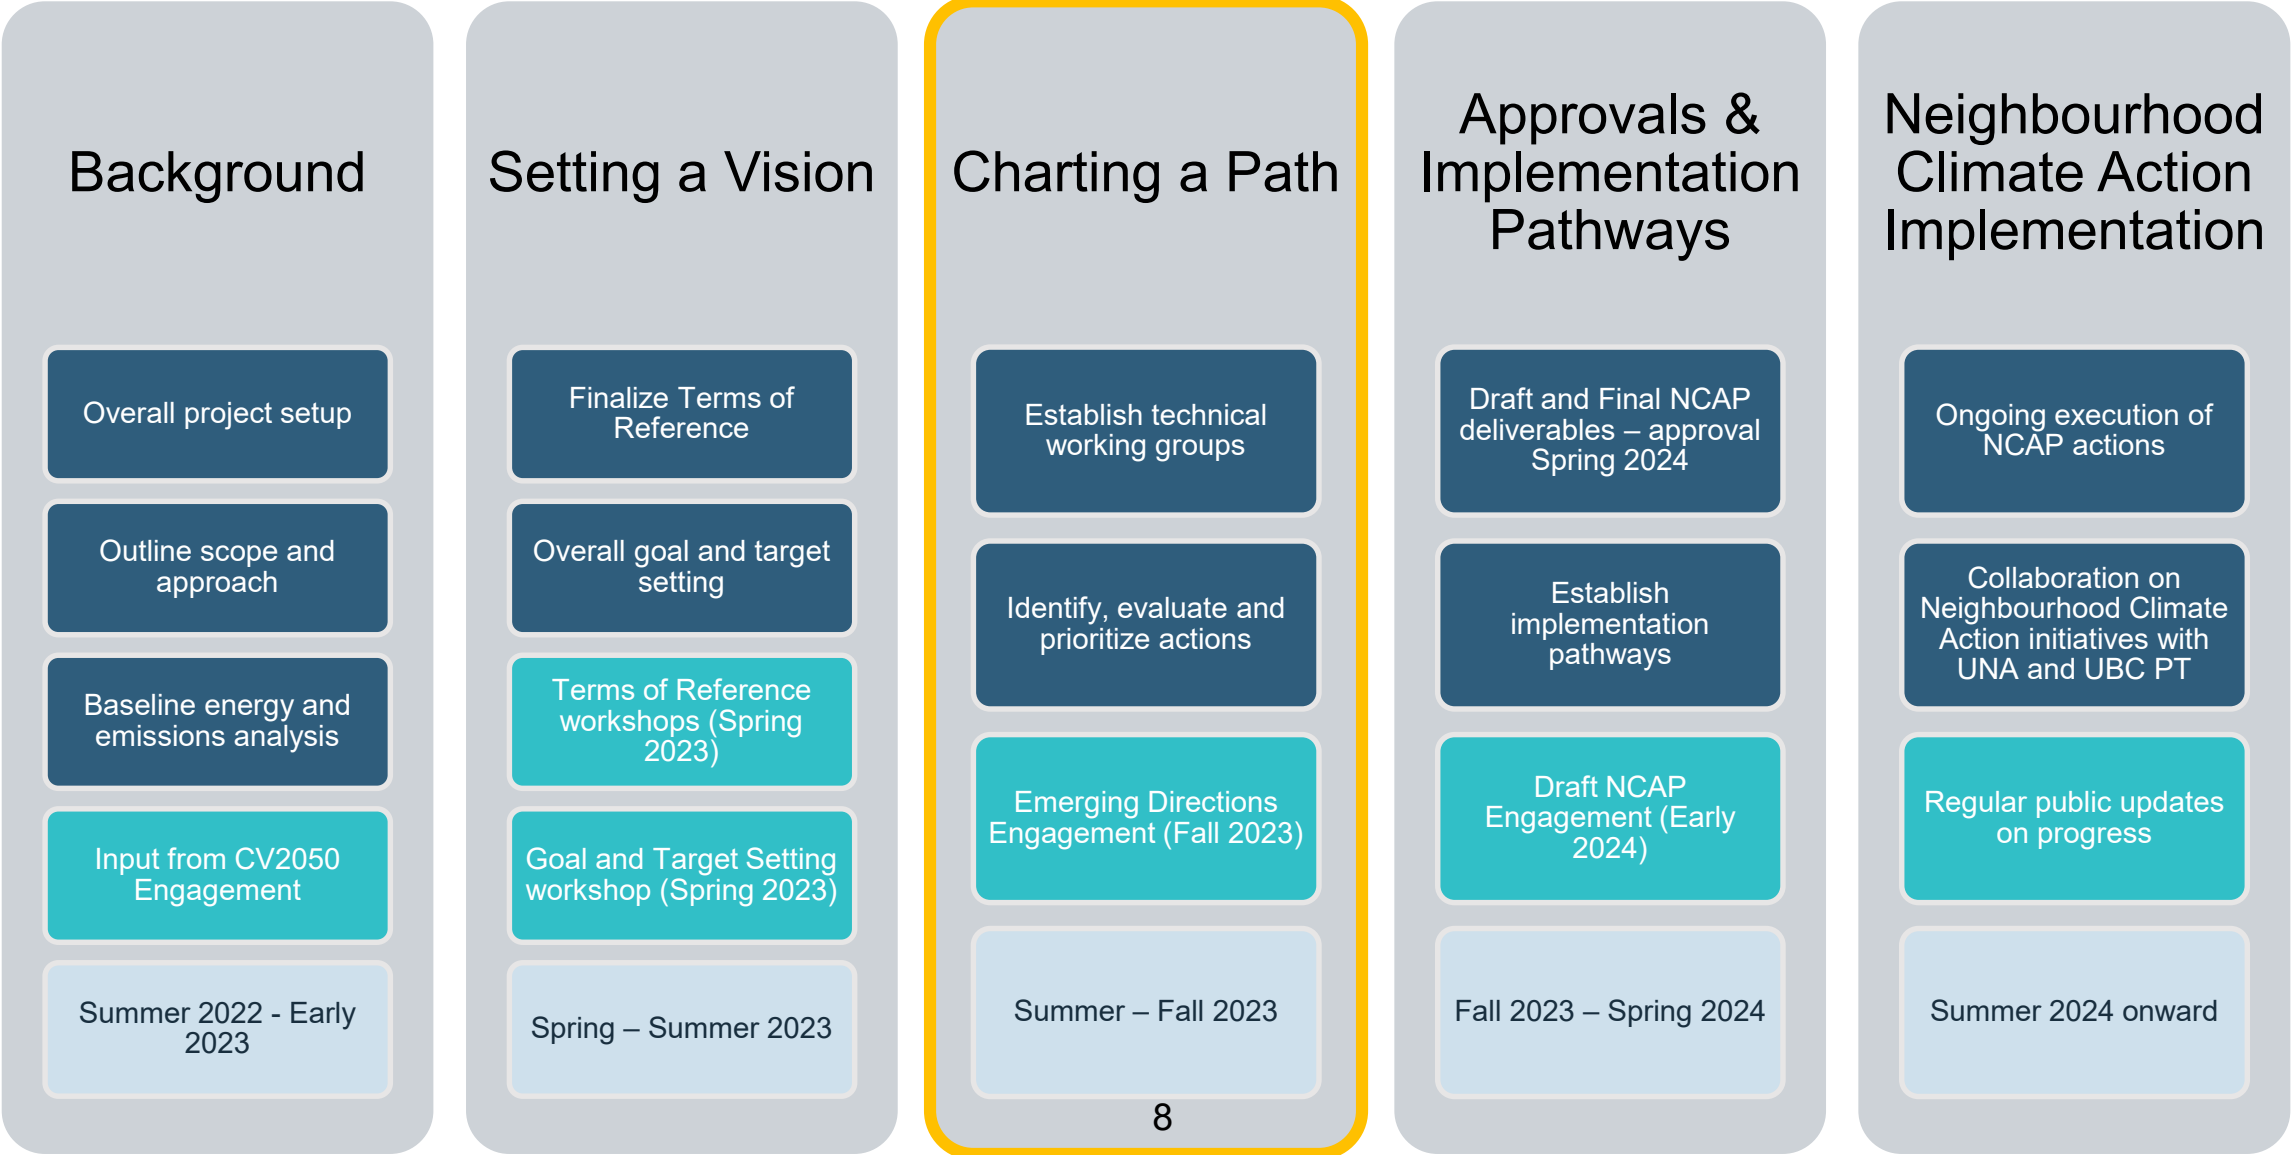 Background
Overall project setup
Outline scope and
approach
Baseline energy and
emissions analysis
Input from CV2050
Engagement
Summer 2022 - Early
2023
Setting a Vision
Finalize Terms of
Reference
Overall goal and target
setting
Terms of Reference
workshops (Spring
2023)
Goal and Target Setting
workshop (Spring 2023)
Spring – Summer 2023
Charting a Path
Establish technical
working groups
Identify, evaluate and
prioritize actions
Emerging Directions
Engagement (Fall 2023)
Summer – Fall 2023
8
Approvals &
Implementation
Pathways
Draft and Final NCAP
deliverables – approval
Spring 2024
Establish
implementation
pathways
Draft NCAP
Engagement (Early
2024)
Fall 2023 – Spring 2024
Neighbourhood
Climate Action
Implementation
Ongoing execution of
NCAP actions
Collaboration on
Neighbourhood Climate
Action initiatives with
UNA and UBC PT
Regular public updates
on progress
Summer 2024 onward